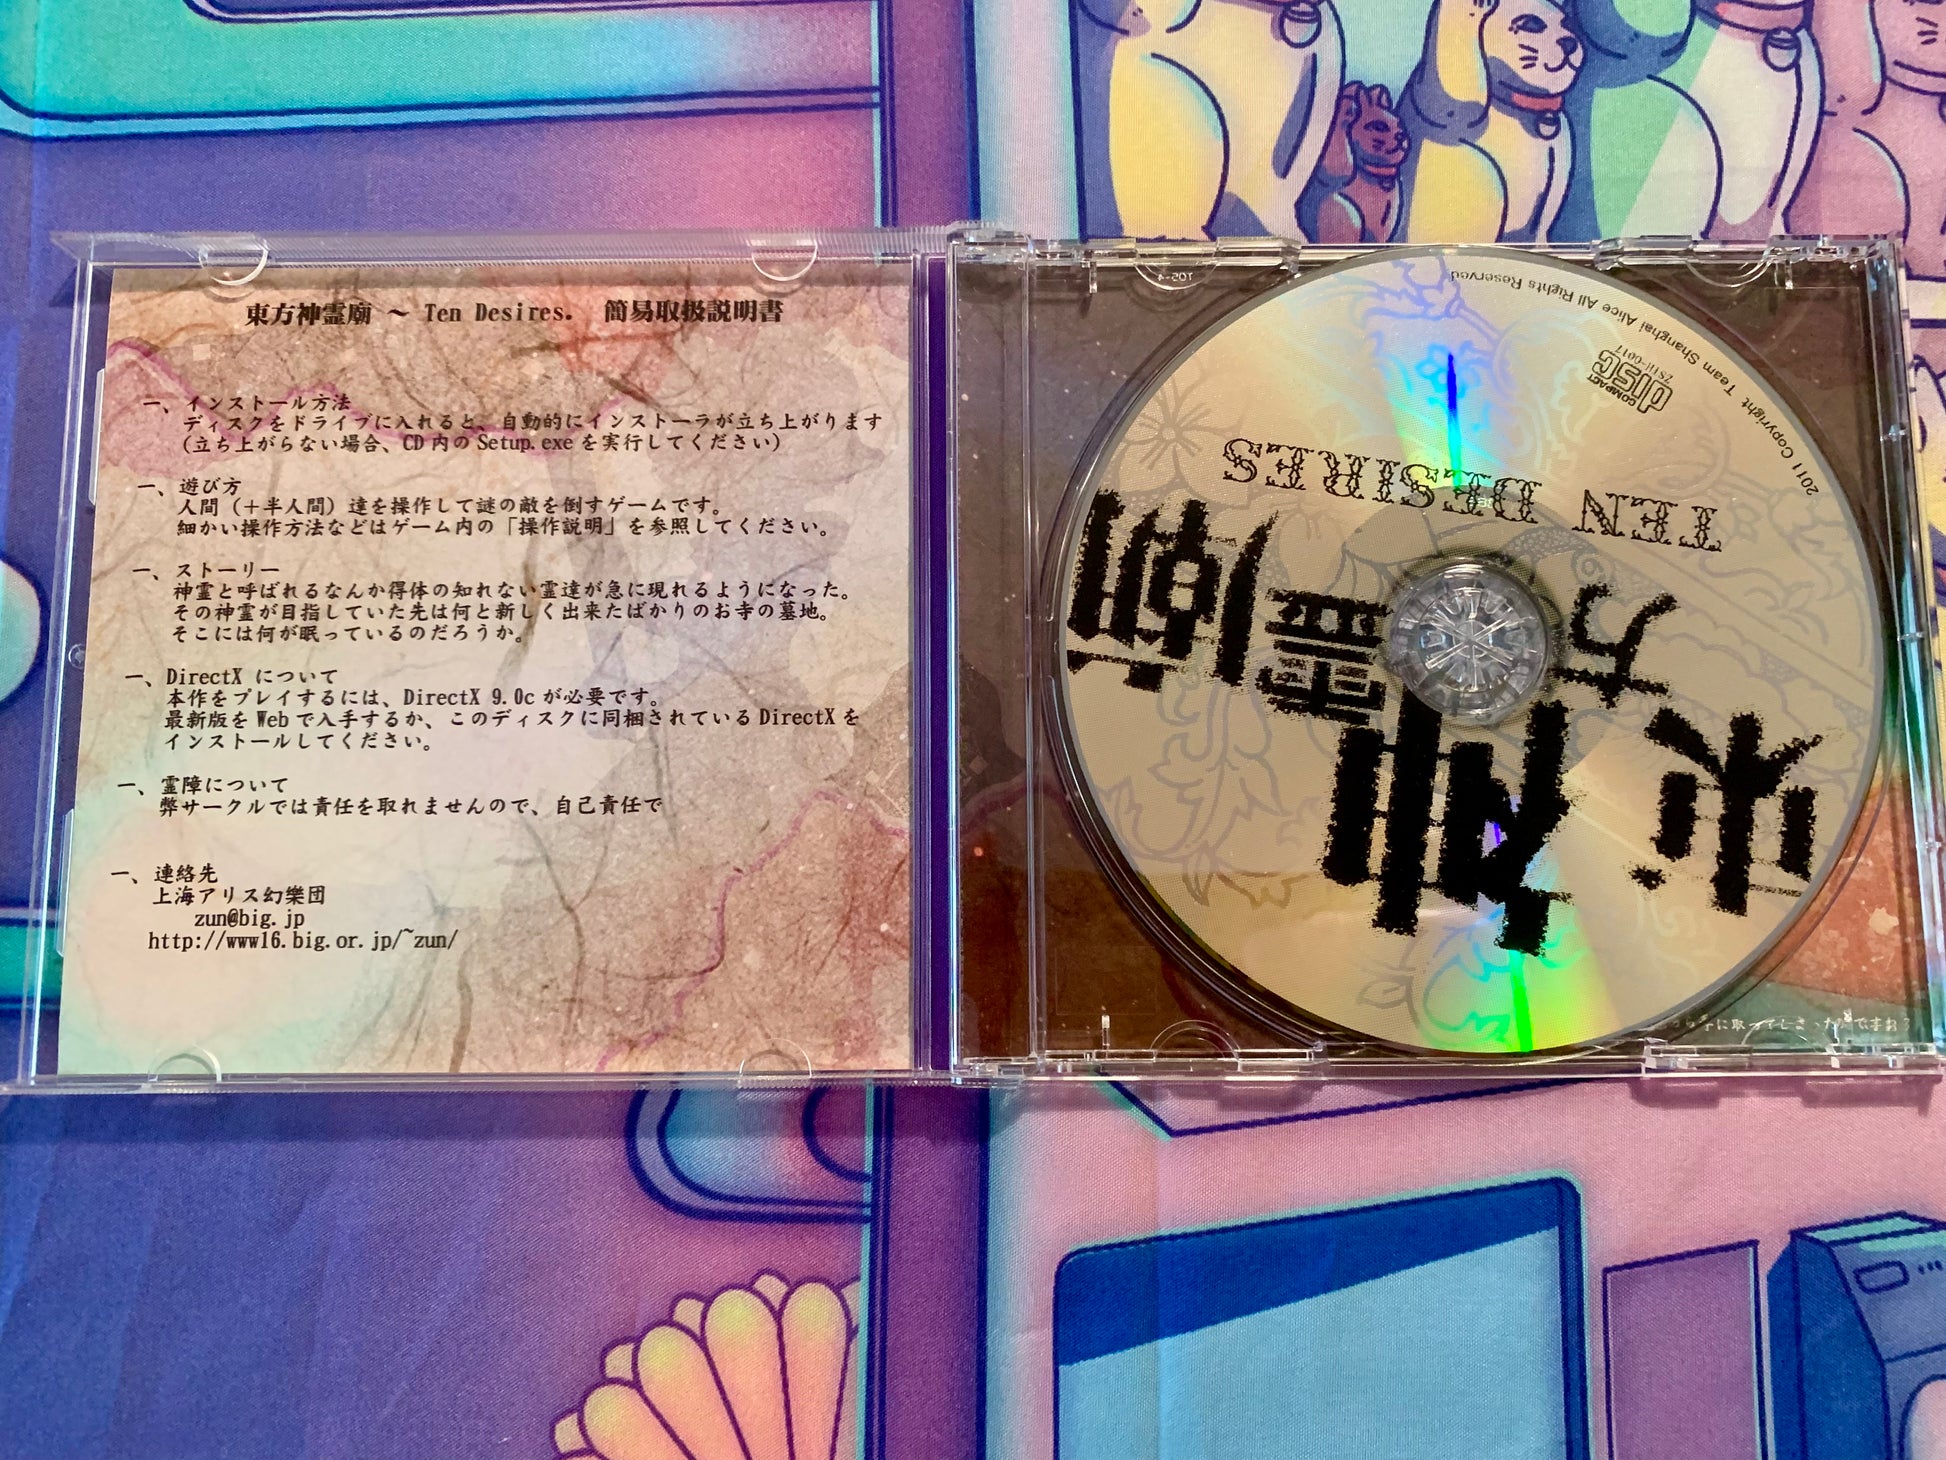 東方神霊廟 ～ Ten Desires.　簡易取扱説明書
一、インストール方法
ディスクをドライブに入れると、自動的にインストーラが立ち上がります
（立ち上がらない場合、CD内のSetup.exeを実行してください）
一、遊び方
人間（＋半人間）達を操作して謎の敵を倒すゲームです。
細かい操作方法などはゲーム内の「操作説明」を参照してください。
一、ストーリー
神霊と呼ばれるなんか得体の知れない霊達が急に現れるようになった。
その神霊が目指していた先は何と新しく出来たばかりのお寺の墓地。
そこには何が眠っているのだろうか。
一、DirectX について
本作をプレイするには、DirectX 9.0c が必要です。
最新版を Web で入手するか、このディスクに同梱されている DirectX を
インストールしてください。
一、霊障について
弊サークルでは責任を取れませんので、自己責任で
一、連絡先
上海アリス幻樂団
zun@big.jp
http://www16.big.or.jp/~zun/
東方神霊廟
TEN DESIRES
COMPACT disc
ZSTH-0017
2011 Copyright Team Shanghai Alice All Rights Reserved